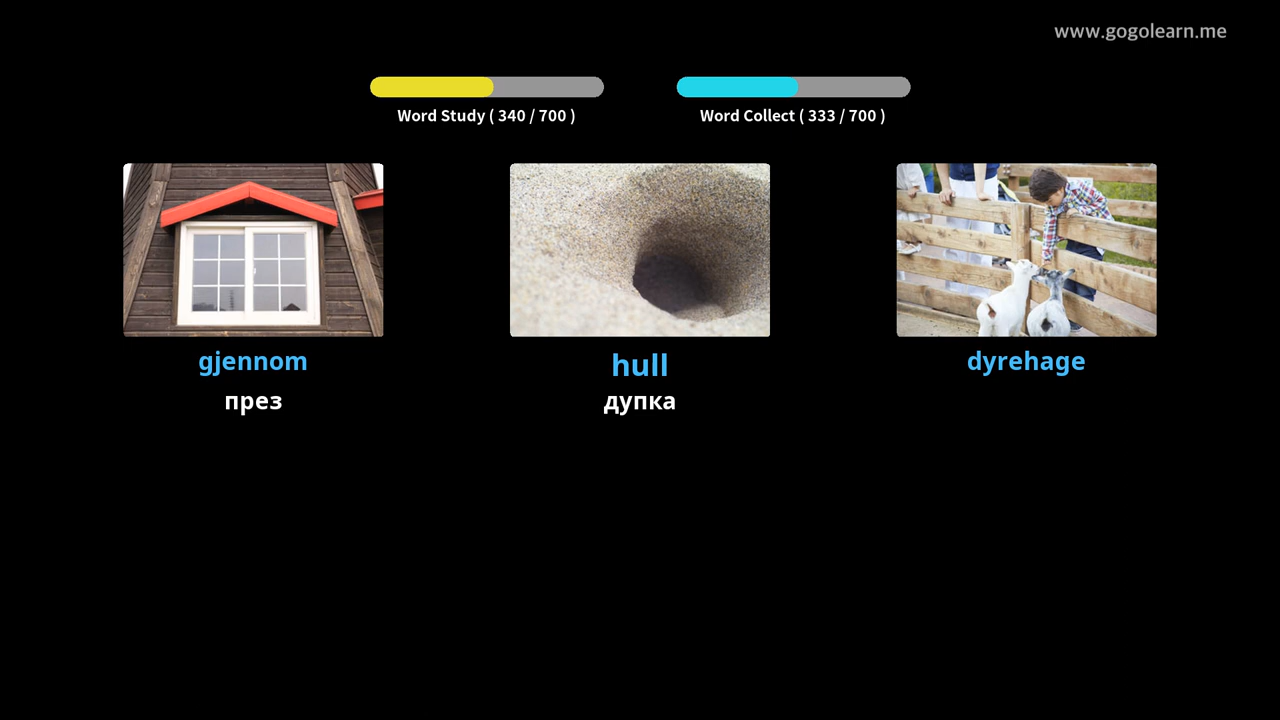 www.gogolearn.me
Word Study ( 340 / 700 )
Word Collect ( 333 / 700 )
gjennom
hull
dyrehage
през
дупка